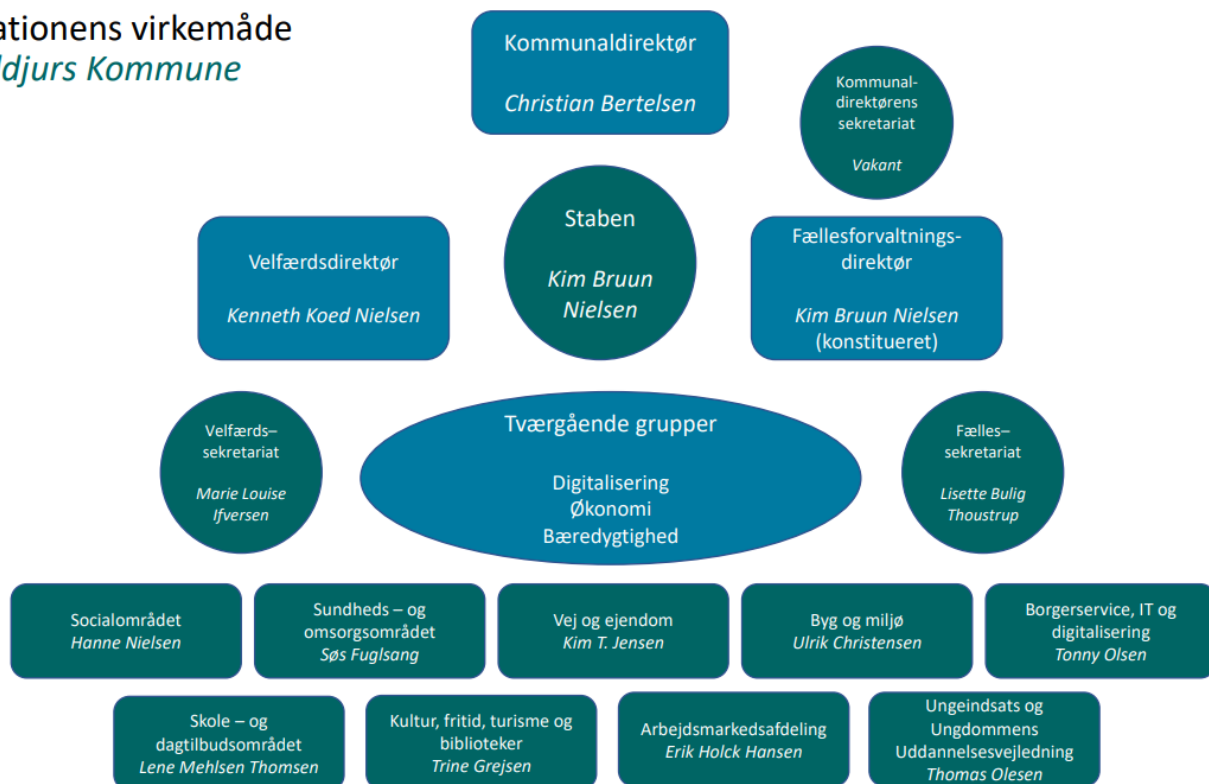 ationens virkemåde
ldjurs Kommune
Kommunaldirektør
Christian Bertelsen
Kommunal-
direktørens
sekretariat
Vakant
Staben
Kim Bruun
Nielsen
Velfærdsdirektør
Kenneth Koed Nielsen
Fællesforvaltnings-
direktør
Kim Bruun Nielsen
(konstitueret)
Velfærds–
sekretariat
Marie Louise
Ifversen
Tværgående grupper
Digitalisering
Økonomi
Bæredygtighed
Fælles–
sekretariat
Lisette Bulig
Thoustrup
Socialområdet
Hanne Nielsen
Sundheds – og
omsorgsområdet
Søs Fuglsang
Vej og ejendom
Kim T. Jensen
Byg og miljø
Ulrik Christensen
Borgerservice, IT og
digitalisering
Tonny Olsen
Skole – og
dagtilbudsområdet
Lene Mehlsen Thomsen
Kultur, fritid, turisme og
biblioteker
Trine Grejsen
Arbejdsmarkedsafdeling
Erik Holck Hansen
Ungeindsats og
Ungdommens
Uddannelsesvejledning
Thomas Olesen